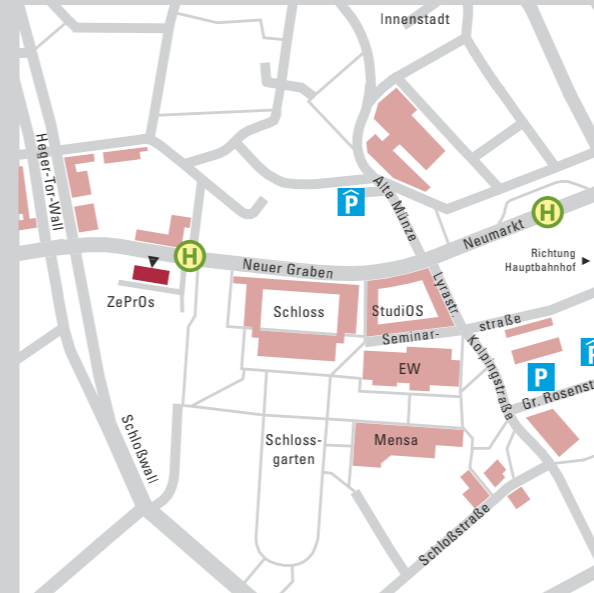 Innenstadt
Heger-Tor-Wall
P
Alte Münze
H
Neumarkt
Richtung
Hauptbahnhof
H
Neuer Graben
Lyrastr.
ZePrOs
Schloss
StudiOS
Seminar-
straße
Kolpingstraße
EW
P
P
Gr. Rosenst
Schloßwall
Schloss-
garten
Mensa
Schloßstraße